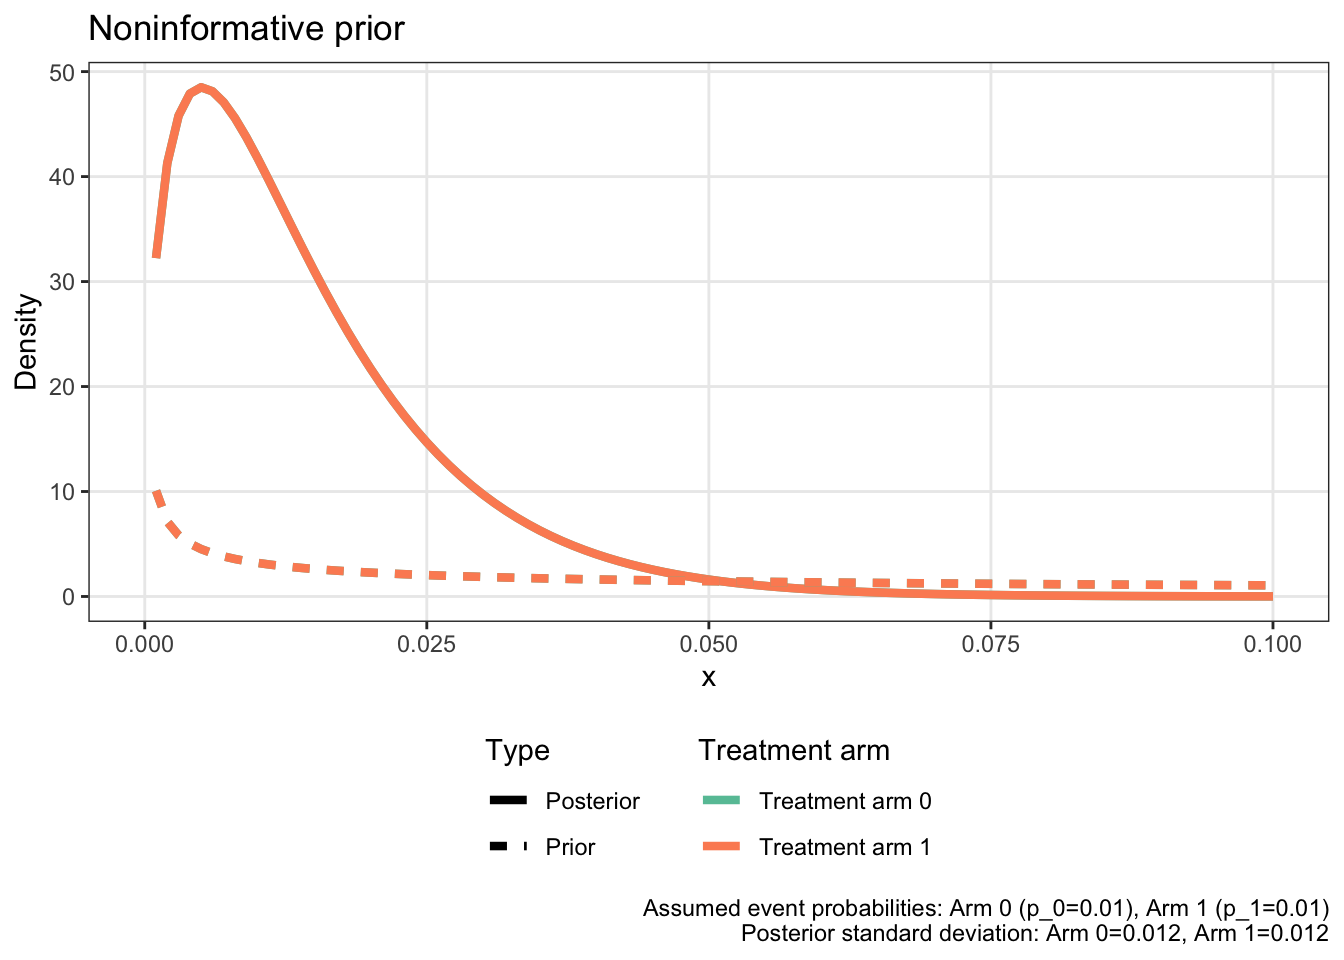 Noninformative prior
50
40
30
20
10
0
Density
0.000 0.025 0.050 0.075 0.100
x
Type Treatment arm
Posterior Treatment arm 0
Prior Treatment arm 1
Assumed event probabilities: Arm 0 (p_0=0.01), Arm 1 (p_1=0.01)
Posterior standard deviation: Arm 0=0.012, Arm 1=0.012